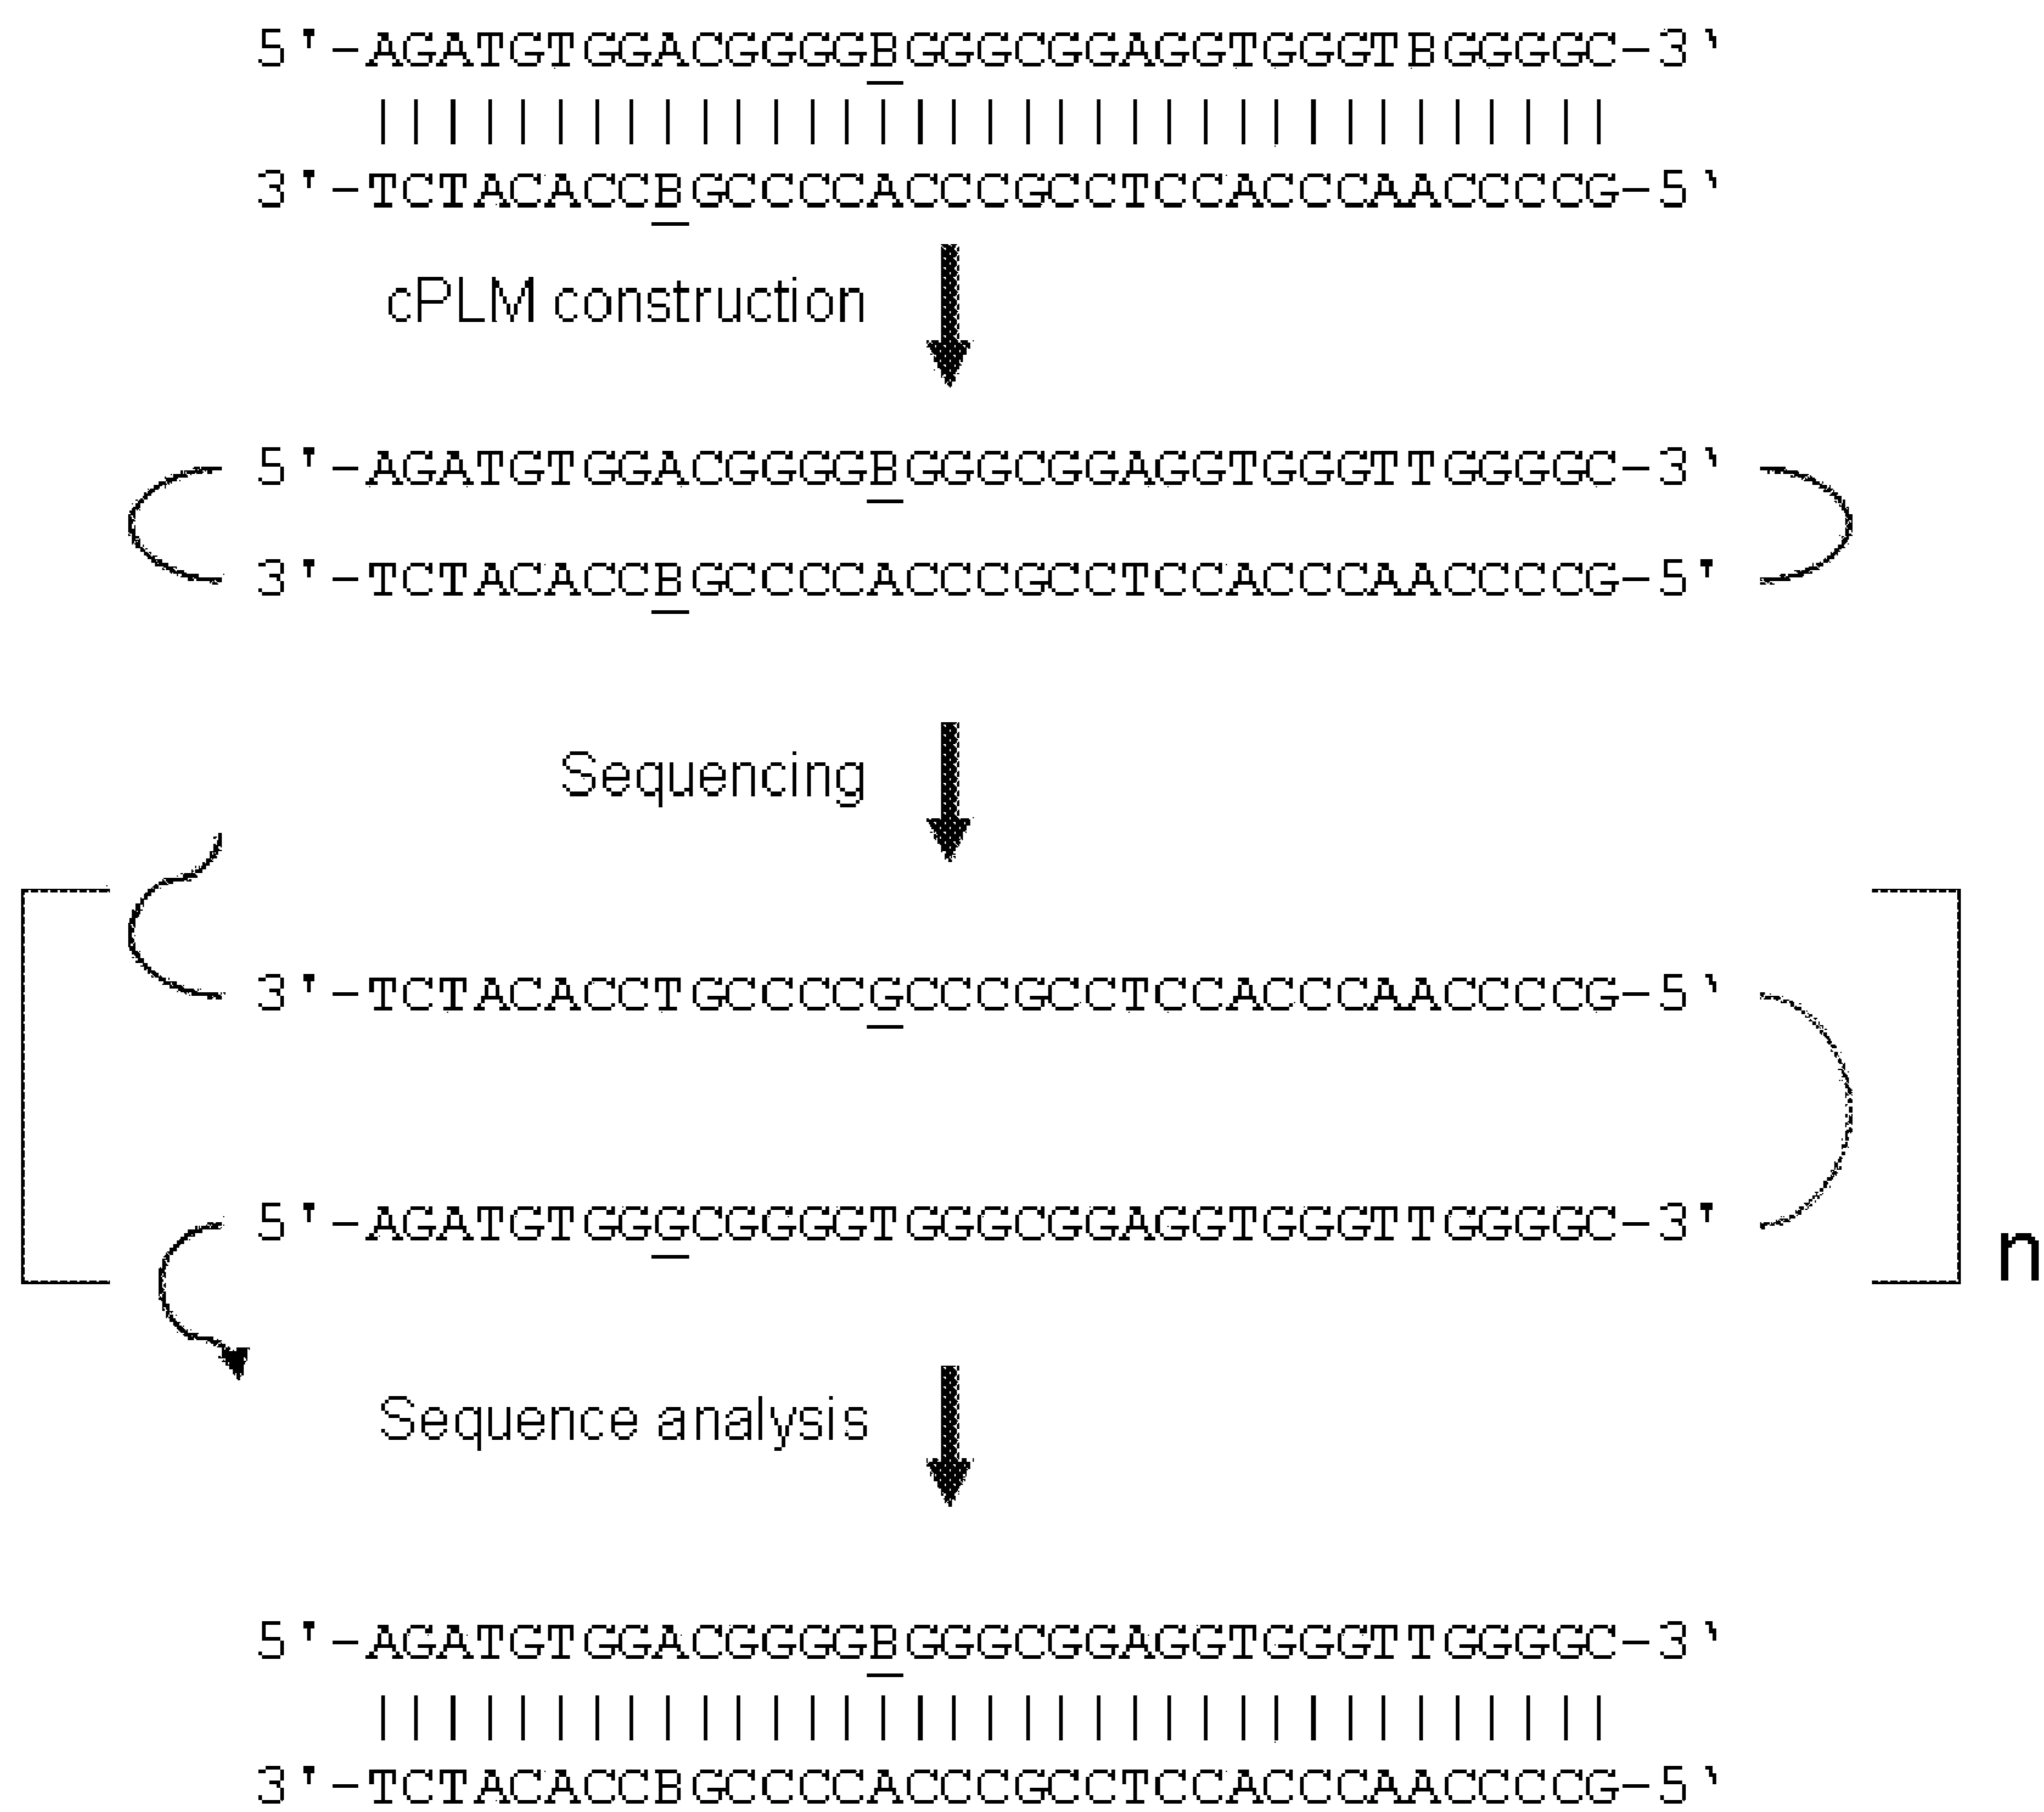 5'-AGATGTGGACGGGGBGGGCGGAGGTGGGTBGGGGC-3'
3'-TCTACACCBGCCCCACCCGCCTCCACCCAACCCCG-5'
cPLM construction
5'-AGATGTGGACGGGGBGGGCGGAGGTGGGTTGGGGC-3'
3'-TCTACACCBGCCCCACCCGCCTCCACCCAACCCCG-5'
Sequencing
3'-TCTACACCTGCCCCGCCCGCCTCCACCCAACCCCG-5'
5'-AGATGTGGGCGGGGTGGGCGGAGGTGGGTTGGGGC-3'
n
Sequence analysis
5'-AGATGTGGACGGGGBGGGCGGAGGTGGGTTGGGGC-3'
3'-TCTACACCBGCCCCACCCGCCTCCACCCAACCCCG-5'